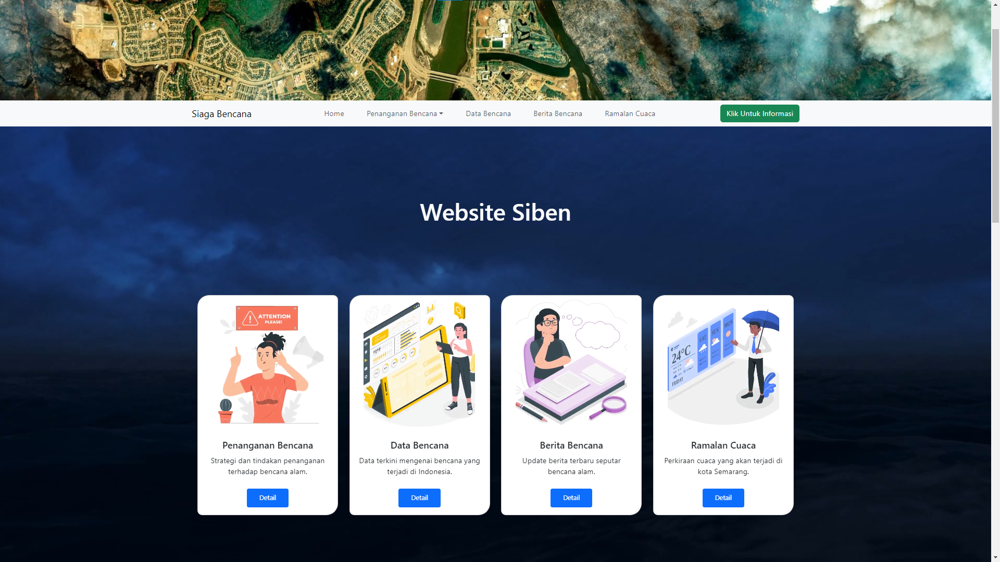 Siaga Bencana
Home
Penanganan Bencana
Data Bencana
Berita Bencana
Ramalan Cuaca
Klik Untuk Informasi
Website Siben
ATTENTION
PLEASE!
Penanganan Bencana
Strategi dan tindakan penanganan
terhadap bencana alam.
Detail
Data Bencana
Data terkini mengenai bencana yang
terjadi di Indonesia.
Detail
Berita Bencana
Update berita terbaru seputar
bencana alam.
Detail
24°C
FRIDAY
SAT
SUN
MON
Ramalan Cuaca
Perkiraan cuaca yang akan terjadi di
kota Semarang.
Detail